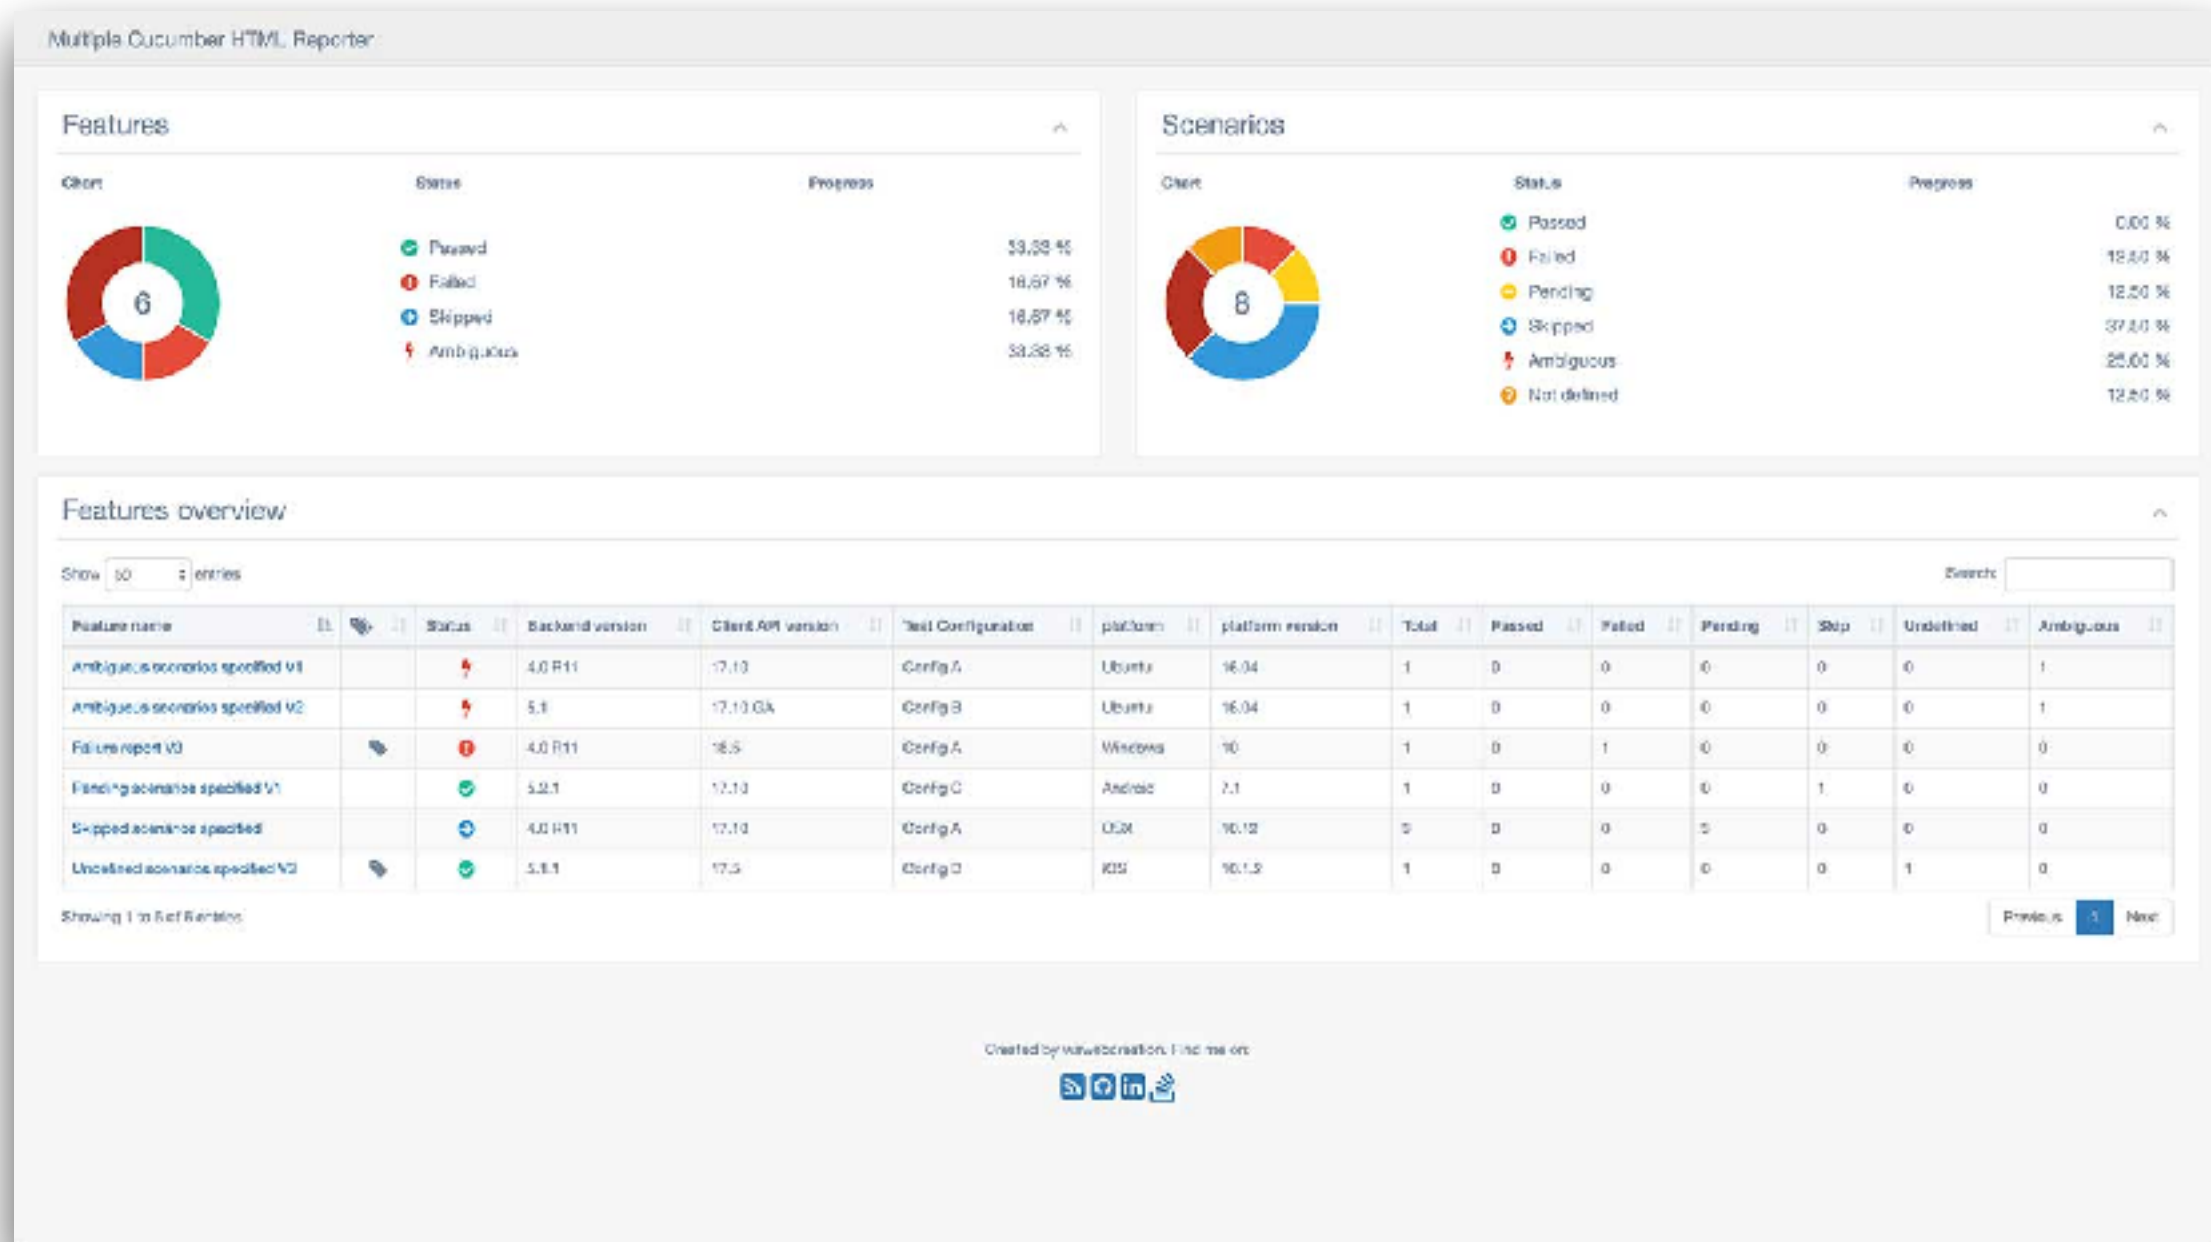 Multiple Cucumber HTML Reporter
Features
Chart Status Progress
6
Passed 33.33 %
Failed 16.67 %
Skipped 16.67 %
Ambiguous 33.33 %
Scenarios
Chart Status Progress
8
Passed 0.00 %
Failed 12.50 %
Pending 12.50 %
Skipped 37.50 %
Ambiguous 25.00 %
Not defined 12.50 %
Features overview
Show 50 entries
Search:
Feature name Status Backend version Client API version Test Configuration platform platform version Total Passed Failed Pending Skip Undefined Ambiguous
Ambiguous scenarios specified V1 4.0 R11 17.10 Config A Ubuntu 16.04 1 0 0 0 0 0 1
Ambiguous scenarios specified V2 5.1 17.10.GA Config B Ubuntu 16.04 1 0 0 0 0 0 1
Failure report V3 4.0 R11 Config A Windows 10 1 0 1 0 0 0 0
Pending scenarios specified V1 5.2.1 17.10 Config C Android 7.1 1 0 0 0 1 0 0
Skipped scenarios specified 4.0 R11 17.10 Config A OSX 10.12 0 0 0 0 0
Undefined scenarios specified 5.1.1 17.5 Config D iOS 10.1.2 1 0 0 0 0 1 0
Showing 1 to 6 of 6 entries
Previous 1 Next
Created by wswebcreation. Find me on:
in